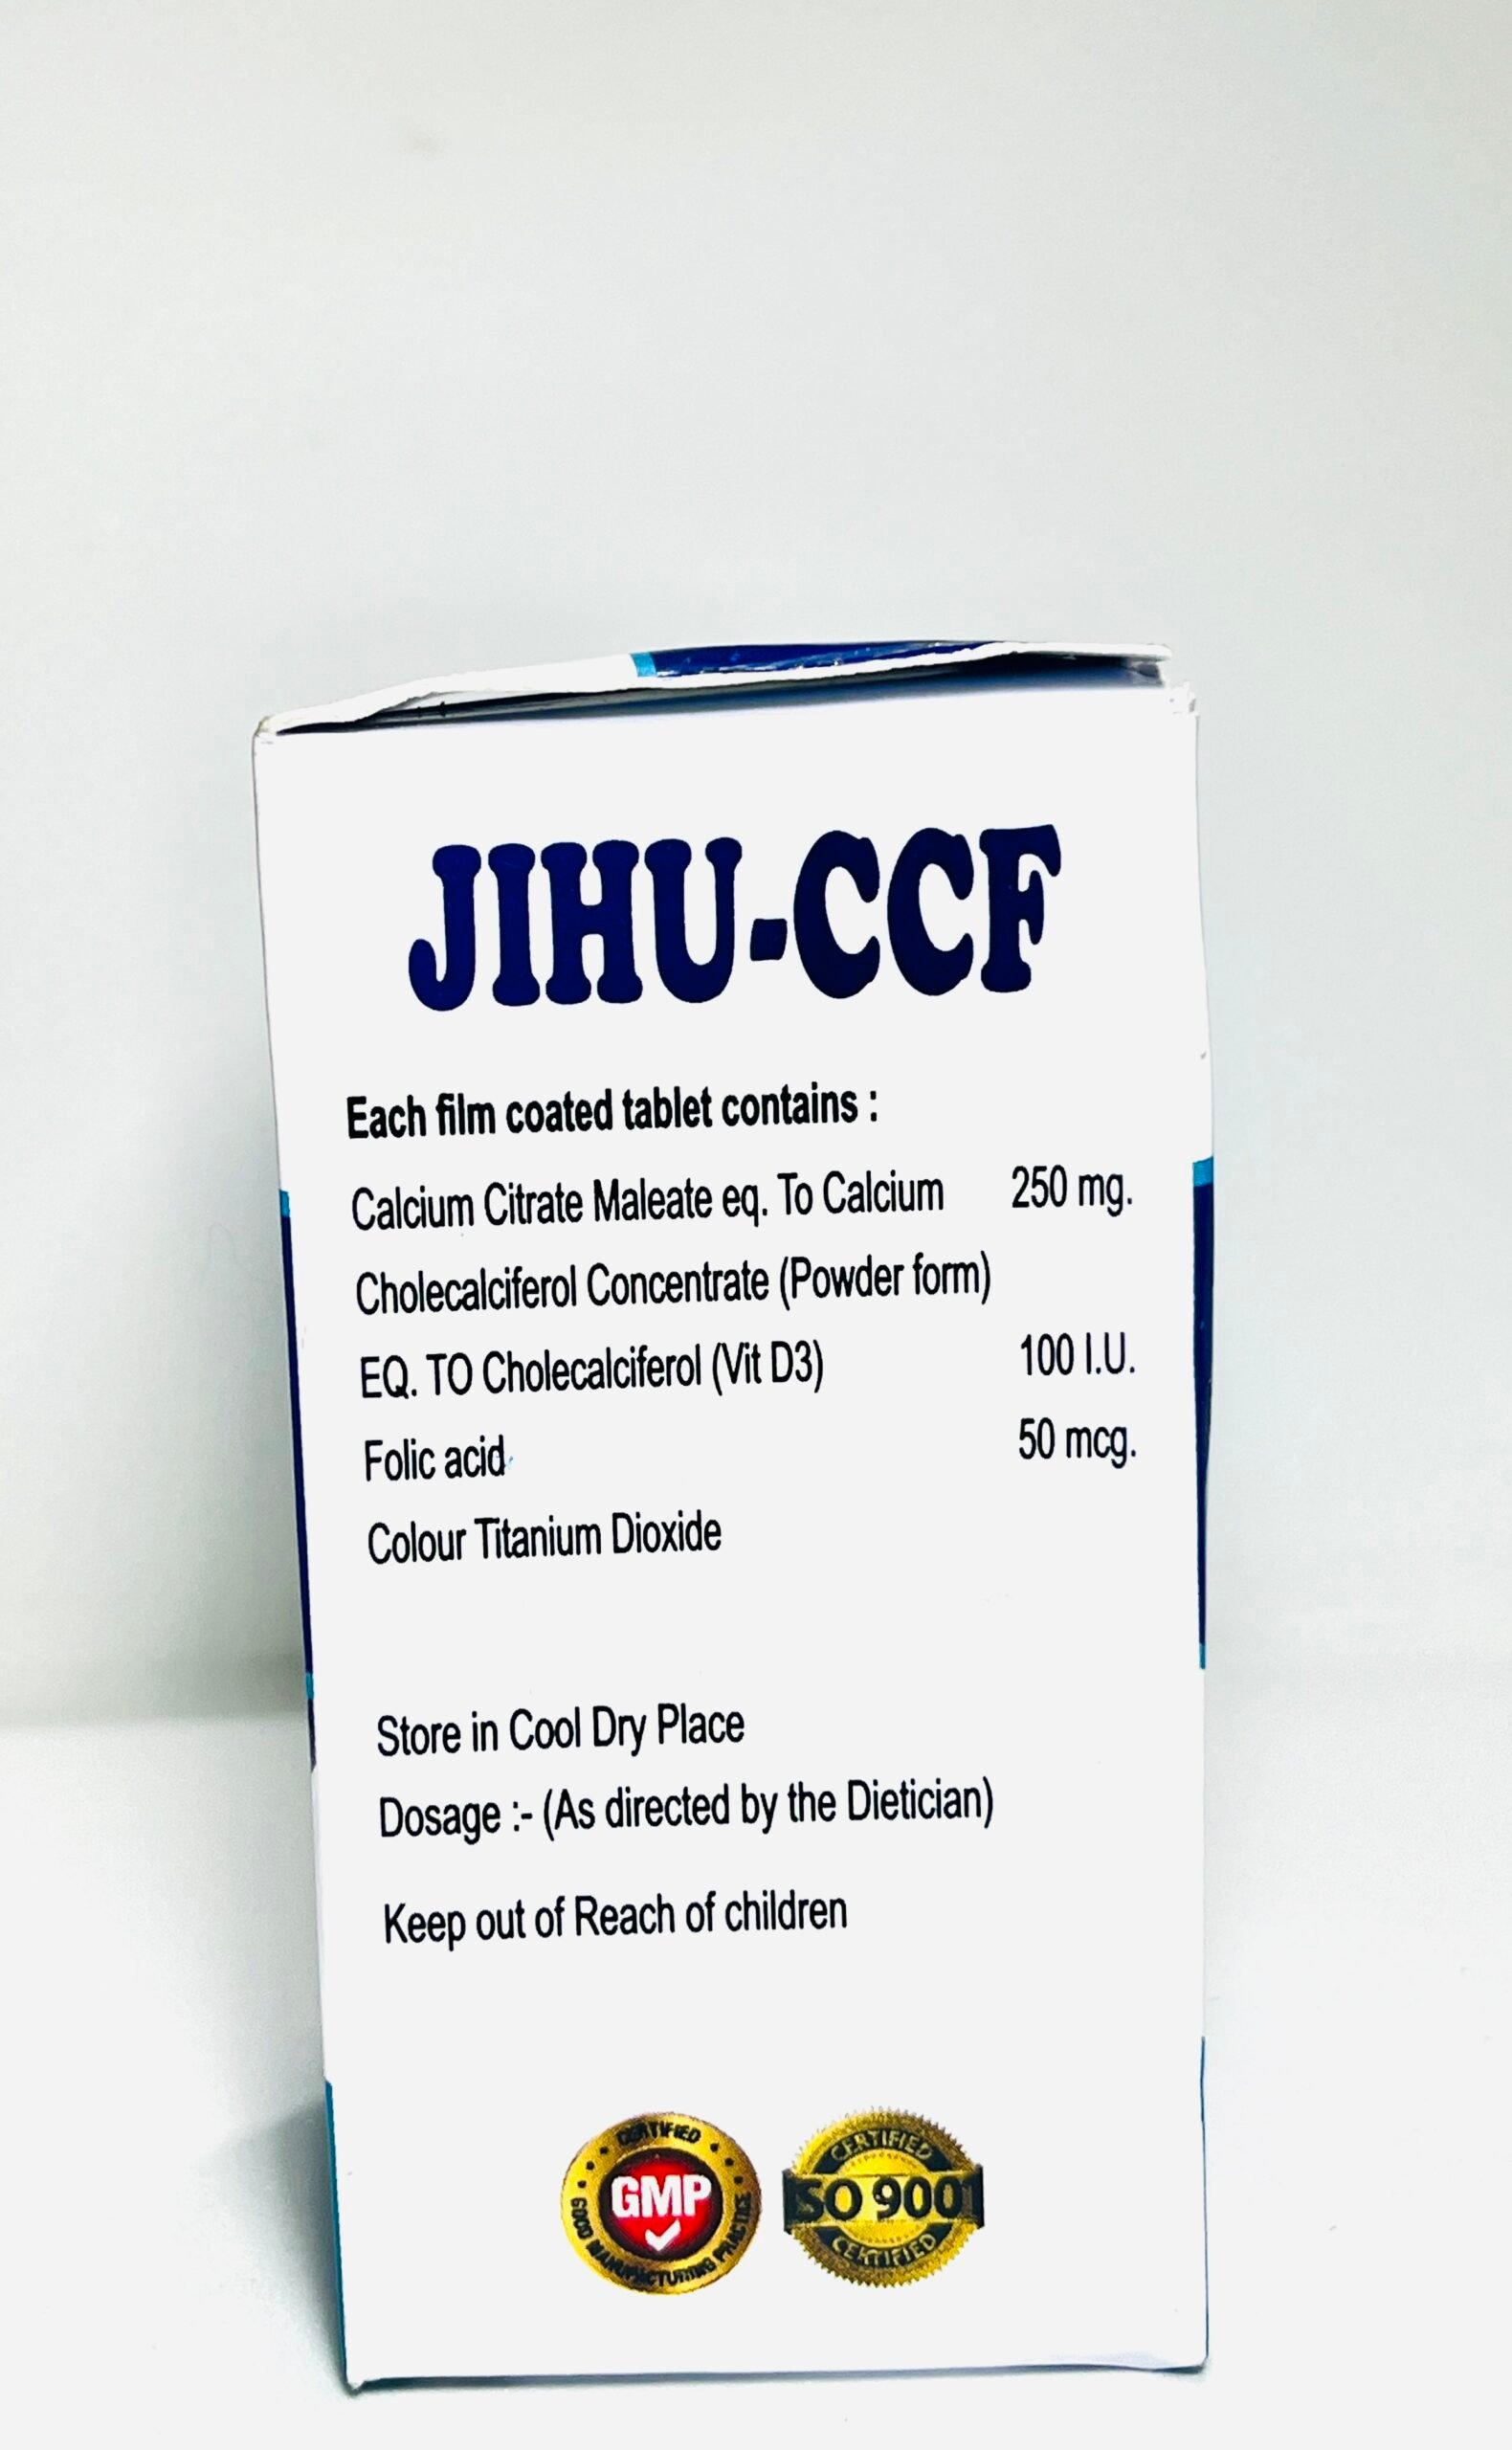 JIHU-CCF
Each film coated tablet contains :
Calcium Citrate Maleate eq. To Calcium 250 mg.
Cholecalciferol Concentrate (Powder form)
EQ. TO Cholecalciferol (Vit D3) 100 I.U.
Folic acid 50 mcg.
Colour Titanium Dioxide
Store in Cool Dry Place
Dosage :- (As directed by the Dietician)
Keep out of Reach of children
CERTIFIED
GMP
GOOD MANUFACTURING PRACTICE
CERTIFIED
ISO 9001
CERTIFIED